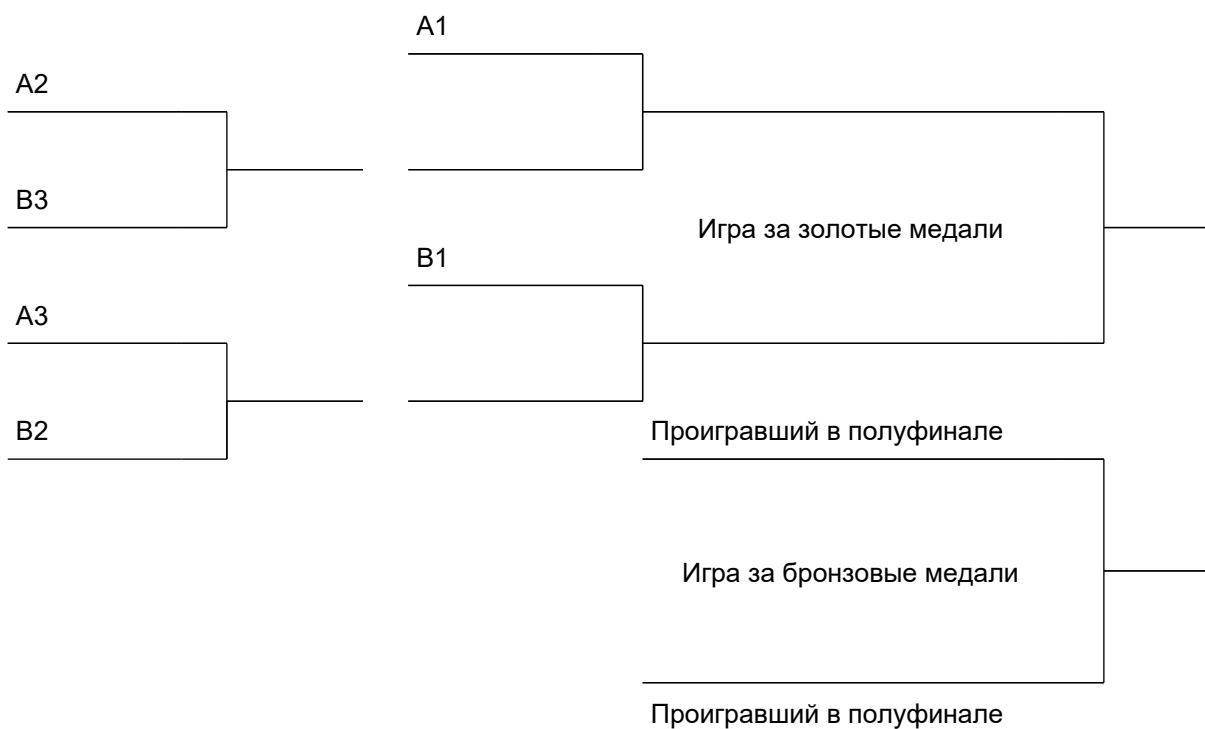 A1
A2
B3
Игра за золотые медали
B1
A3
B2
Проигравший в полуфинале
Игра за бронзовые медали
Проигравший в полуфинале